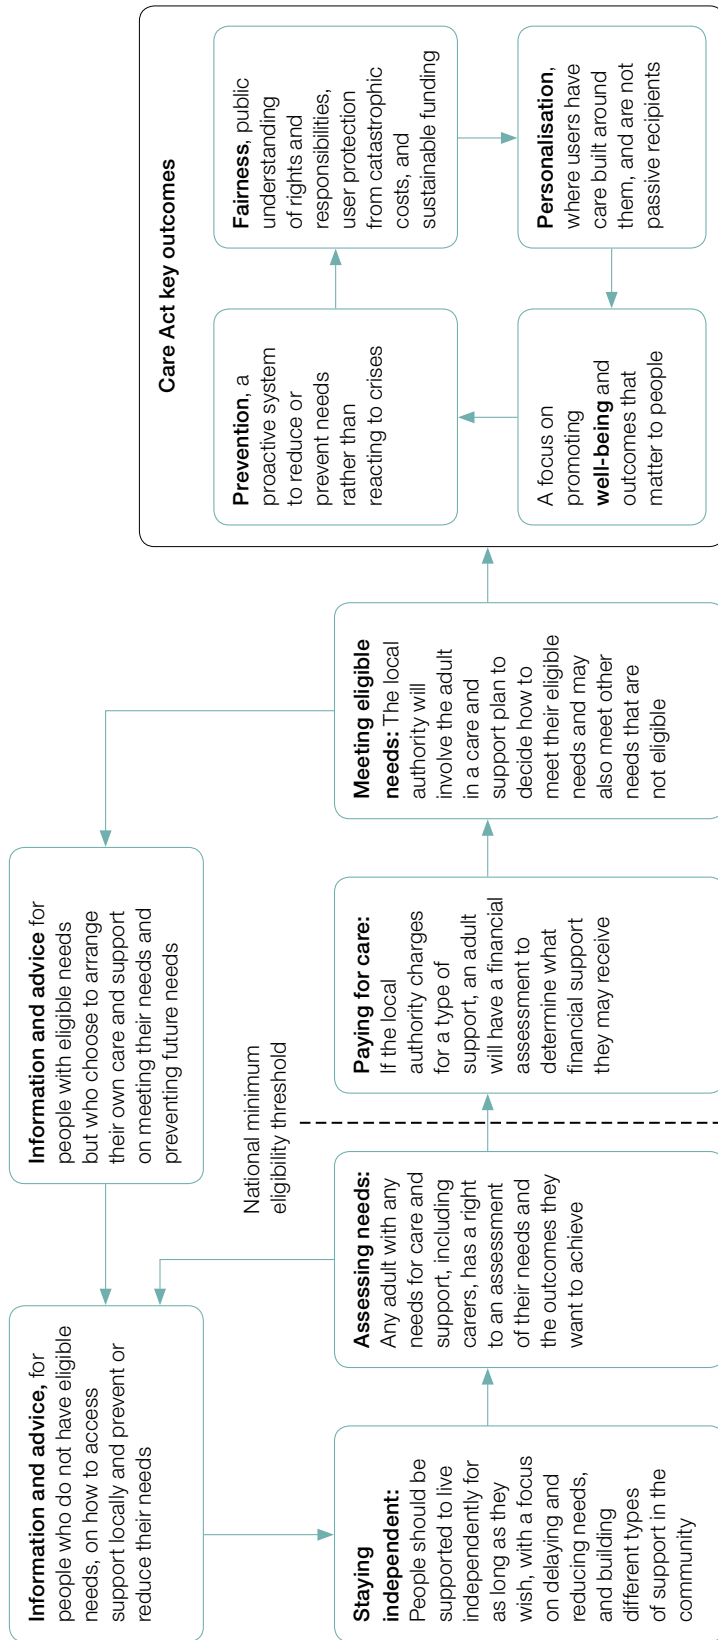 Information and advice, for
people who do not have eligible
needs, on how to access
support locally and prevent or
reduce their needs
Information and advice for
people with eligible needs
but who choose to arrange
their own care and support
on meeting their needs and
preventing future needs
National minimum
eligibility threshold
Staying
independent:
People should be
supported to live
independently for
as long as they
wish, with a focus
on delaying and
reducing needs,
and building
different types
of support in the
community
Assessing needs:
Any adult with any
needs for care and
support, including
carers, has a right
to an assessment
of their needs and
the outcomes they
want to achieve
Paying for care:
If the local
authority charges
for a type of
support, an adult
will have a financial
assessment to
determine what
financial support
they may receive
Meeting eligible
needs: The local
authority will
involve the adult
in a care and
support plan to
decide how to
meet their eligible
needs and may
also meet other
needs that are
not eligible
Care Act key outcomes
Prevention, a
proactive system
to reduce or
prevent needs
rather than
reacting to crises
Fairness, public
understanding
of rights and
responsibilities,
user protection
from catastrophic
costs, and
sustainable funding
A focus on
promoting
well-being and
outcomes that
matter to people
Personalisation,
where users have
care built around
them, and are not
passive recipients